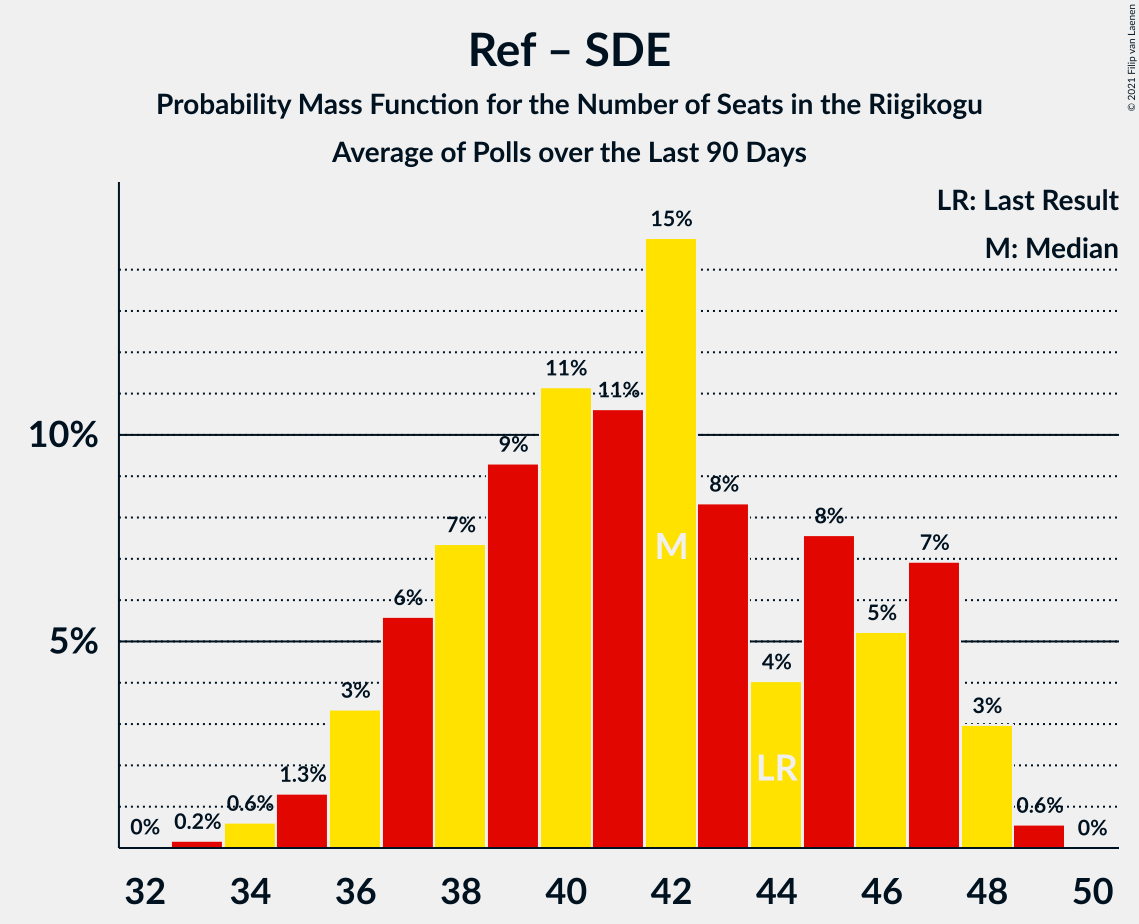 Ref – SDE
Probability Mass Function for the Number of Seats in the Riigikogu
Average of Polls over the Last 90 Days
© 2021 Filip van Laenen
LR: Last Result
M: Median
10%
5%
0%
0.2%
0.6%
1.3%
3%
6%
7%
9%
11%
11%
15%
8%
4%
8%
5%
7%
3%
0.6%
0%
M
LR
32 34 36 38 40 42 44 46 48 50